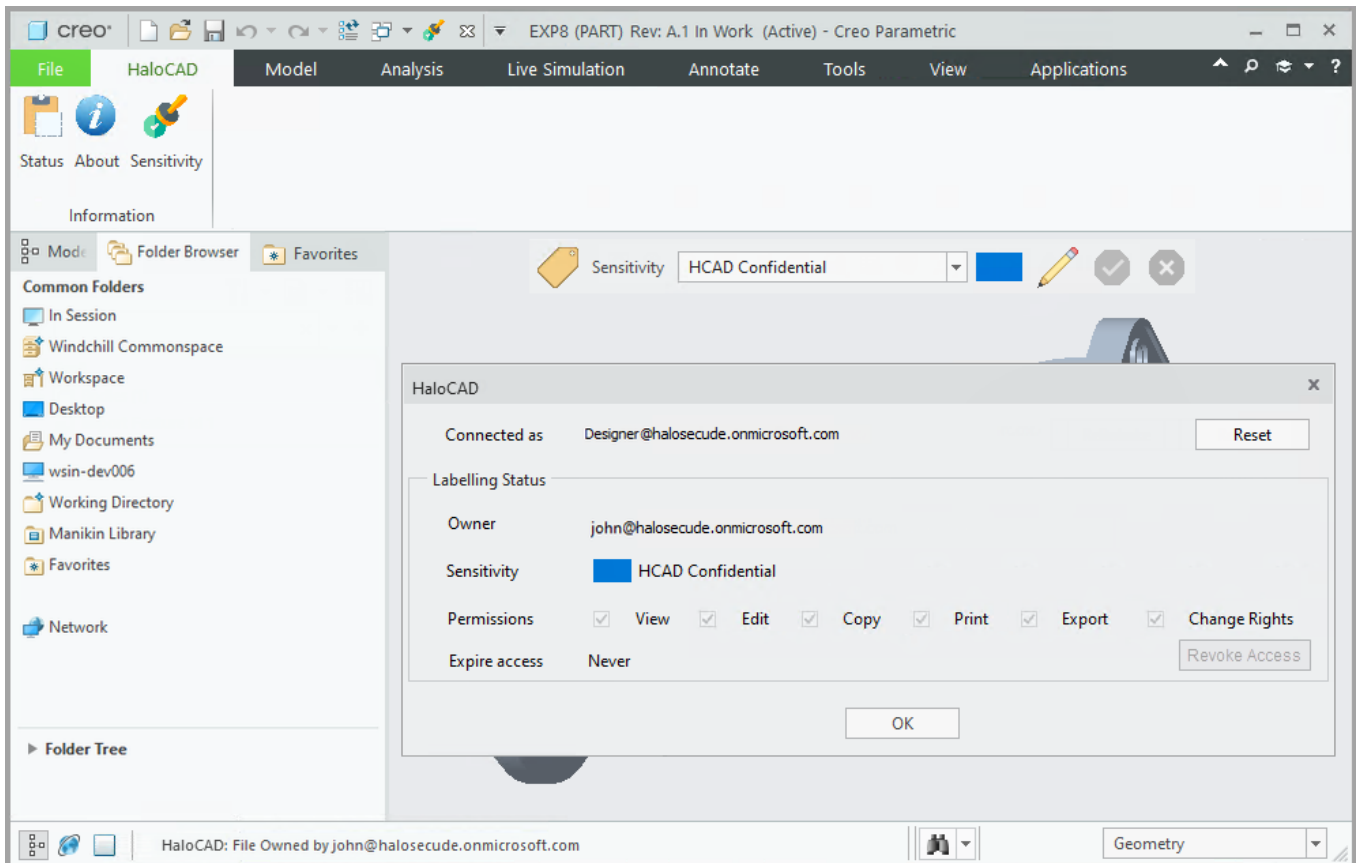 creo® EXP8 (PART) Rev: A.1 In Work (Active) - Creo Parametric
File HaloCAD Model Analysis Live Simulation Annotate Tools View Applications ?
Status About Sensitivity
Information
Mode Folder Browser Favorites
Common Folders
In Session
Windchill Commonspace
Workspace
Desktop
My Documents
wsin-dev006
Working Directory
Manikin Library
Favorites
Network
Folder Tree
Sensitivity HCAD Confidential
HaloCAD
Connected as Designer@halosecude.onmicrosoft.com Reset
Labelling Status
Owner john@halosecude.onmicrosoft.com
Sensitivity HCAD Confidential
Permissions View Edit Copy Print Export Change Rights
Expire access Never Revoke Access
OK
HaloCAD: File Owned by john@halosecude.onmicrosoft.com Geometry